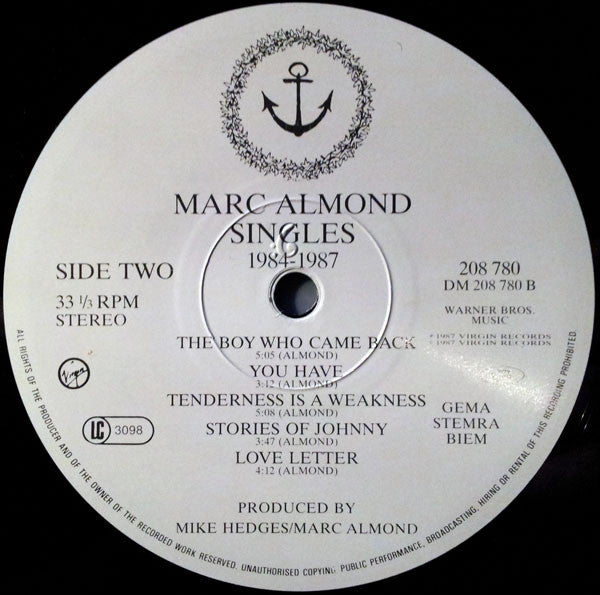 MARC ALMOND
SINGLES
1984-1987
SIDE TWO
33 1/3 RPM
STEREO
208 780
DM 208 780 B
WARNER BROS.
MUSIC
℗ 1987 VIRGIN RECORDS
© 1987 VIRGIN RECORDS
THE BOY WHO CAME BACK
5:05 (ALMOND)
YOU HAVE
3:12 (ALMOND)
TENDERNESS IS A WEAKNESS
5:08 (ALMOND)
STORIES OF JOHNNY
3:47 (ALMOND)
LOVE LETTER
4:12 (ALMOND)
Virgin
LC 3098
GEMA
STEMRA
BIEM
PRODUCED BY
MIKE HEDGES/MARC ALMOND
ALL RIGHTS OF THE PRODUCER AND OF THE OWNER OF THE RECORDED WORK RESERVED. UNAUTHORISED COPYING PUBLIC PERFORMANCE, BROADCASTING, HIRING OR RENTAL OF THIS RECORDING PROHIBITED.